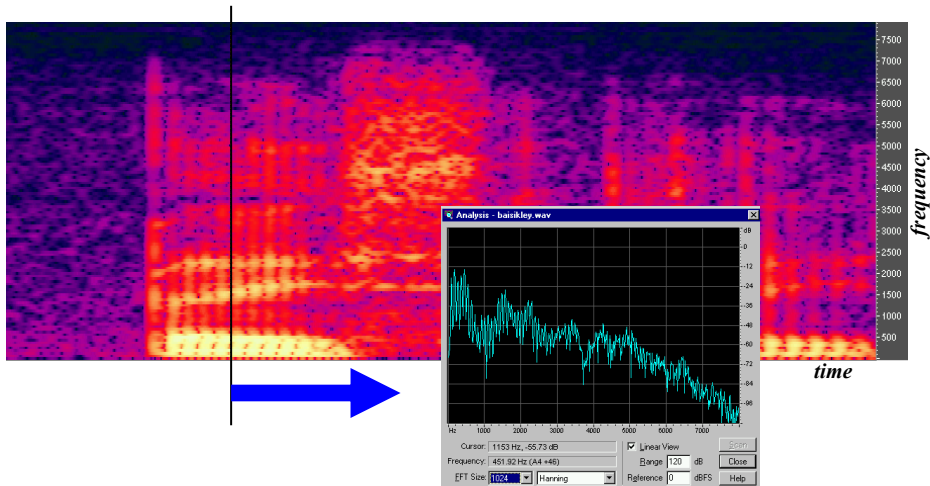 7500
7000
6500
6000
5500
5000
4500
4000
3500
3000
2500
2000
1500
1000
500
frequency
time
Analysis - baisikley.wav
dB
-0
-12
-24
-36
-48
-60
-72
-84
-96
Hz 1000 2000 3000 4000 5000 6000 7000
Cursor: 1153 Hz, -55.73 dB
Frequency: 451.92 Hz (A4 +46)
FFT Size: 1024 Hanning
Linear View
Range 120 dB
Reference 0 dBFS
Scan
Close
Help